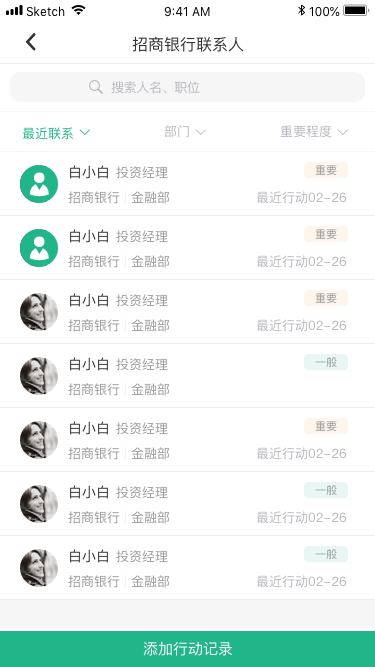 Sketch 9:41 AM 100%
招商银行联系人
搜索人名、职位
最近联系 部门 重要程度
白小白 投资经理 重要
招商银行 金融部 最近行动02-26
白小白 投资经理 重要
招商银行 金融部 最近行动02-26
白小白 投资经理 重要
招商银行 金融部 最近行动02-26
白小白 投资经理 一般
招商银行 金融部
白小白 投资经理 重要
招商银行 金融部 最近行动02-26
白小白 投资经理 一般
招商银行 金融部 最近行动02-26
白小白 投资经理 一般
招商银行 金融部 最近行动02-26
添加行动记录